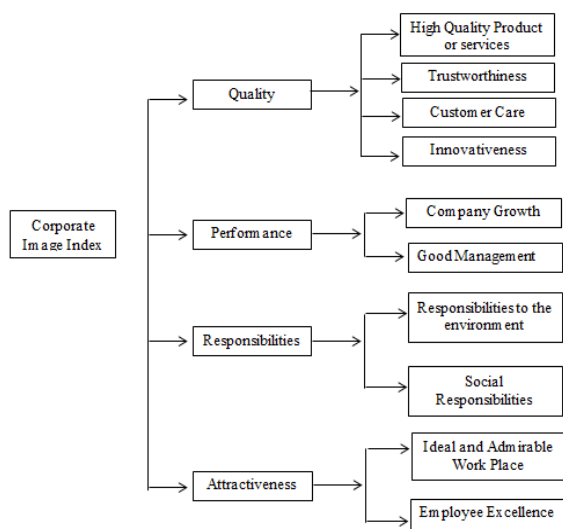 High Quality Product
or services
Quality
Trustworthiness
Customer Care
Innovativeness
Corporate
Image Index
Performance
Company Growth
Good Management
Responsibilities
Responsibilities to the
environment
Social
Responsibilities
Attractiveness
Ideal and Admirable
Work Place
Employee Excellence